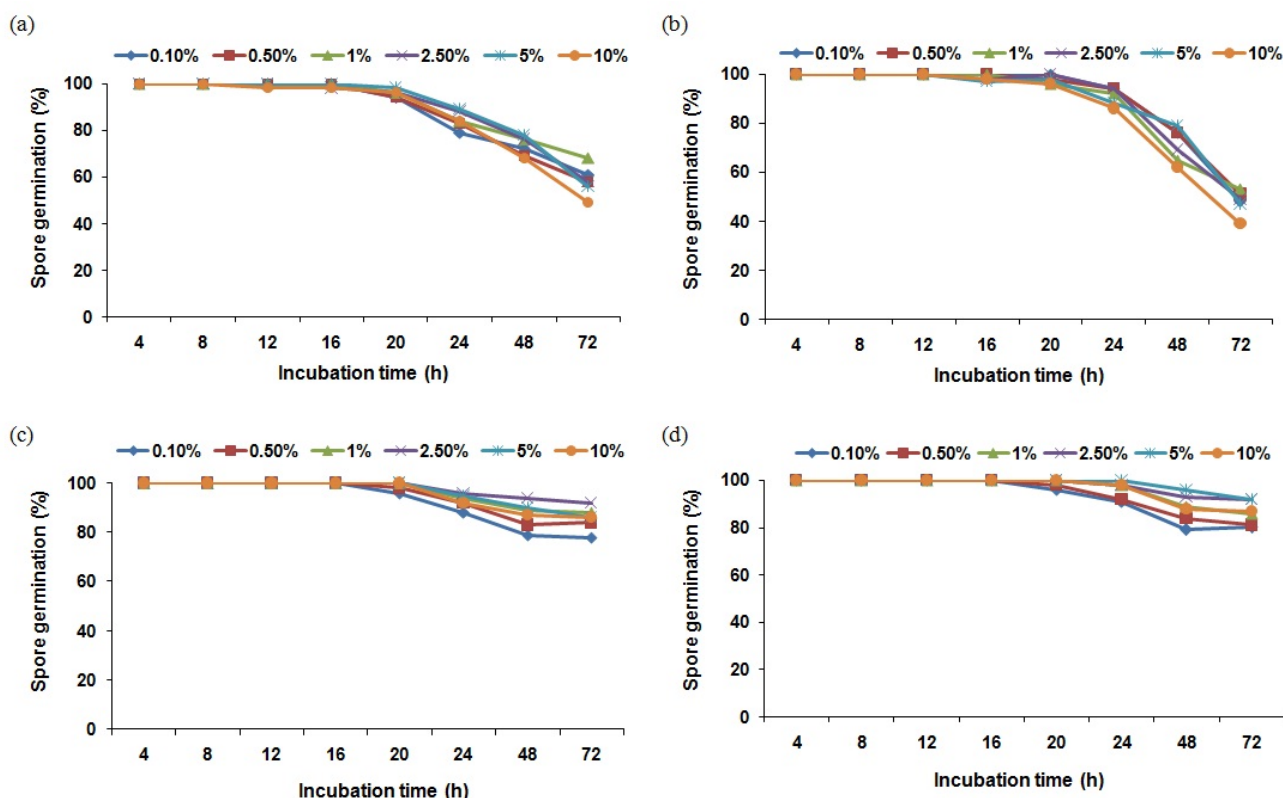 (a)
0.10% 0.50% 1% 2.50% 5% 10%
100
80
60
40
20
0
Spore germination (%)
4 8 12 16 20 24 48 72
Incubation time (h)
(b)
0.10% 0.50% 1% 2.50% 5% 10%
100
80
60
40
20
0
Spore germination (%)
4 8 12 16 20 24 48 72
Incubation time (h)
(c)
0.10% 0.50% 1% 2.50% 5% 10%
100
80
60
40
20
0
Spore germination (%)
4 8 12 16 20 24 48 72
Incubation time (h)
(d)
0.10% 0.50% 1% 2.50% 5% 10%
100
80
60
40
20
0
Spore germination (%)
4 8 12 16 20 24 48 72
Incubation time (h)